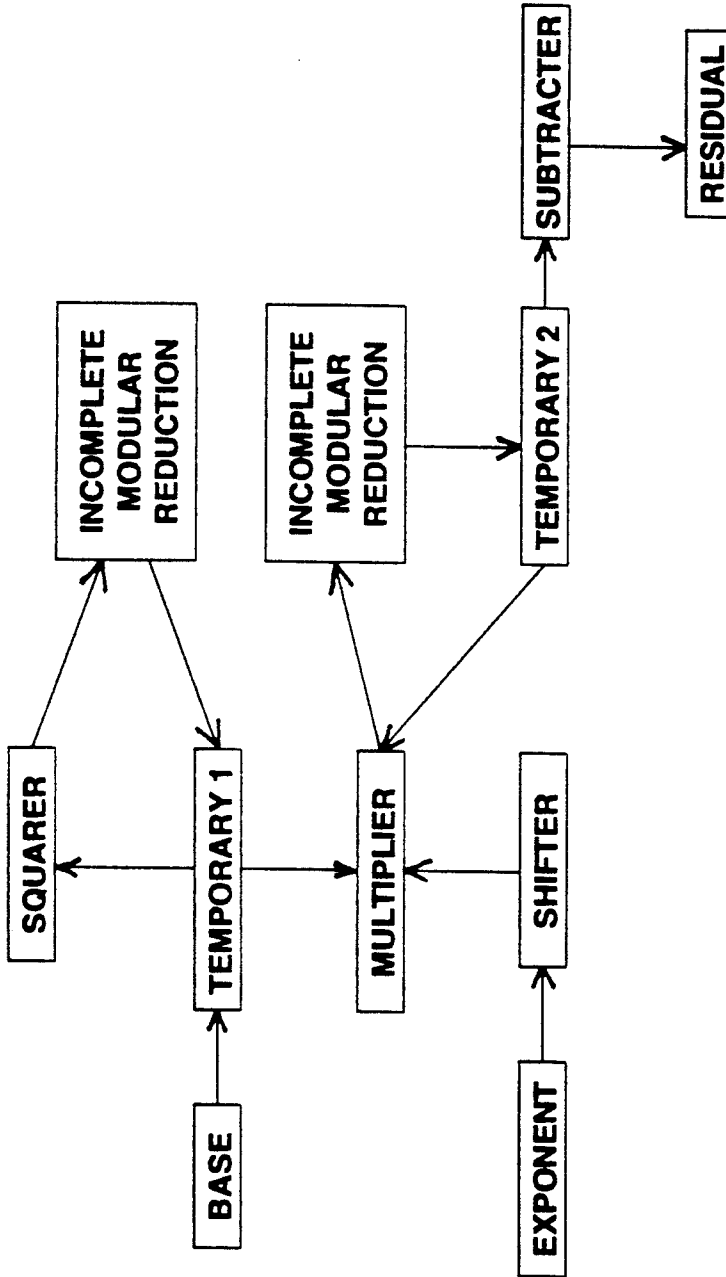 SQUARER
INCOMPLETE
MODULAR
REDUCTION
BASE
TEMPORARY 1
MULTIPLIER
INCOMPLETE
MODULAR
REDUCTION
EXPONENT
SHIFTER
TEMPORARY 2
SUBTRACTER
RESIDUAL